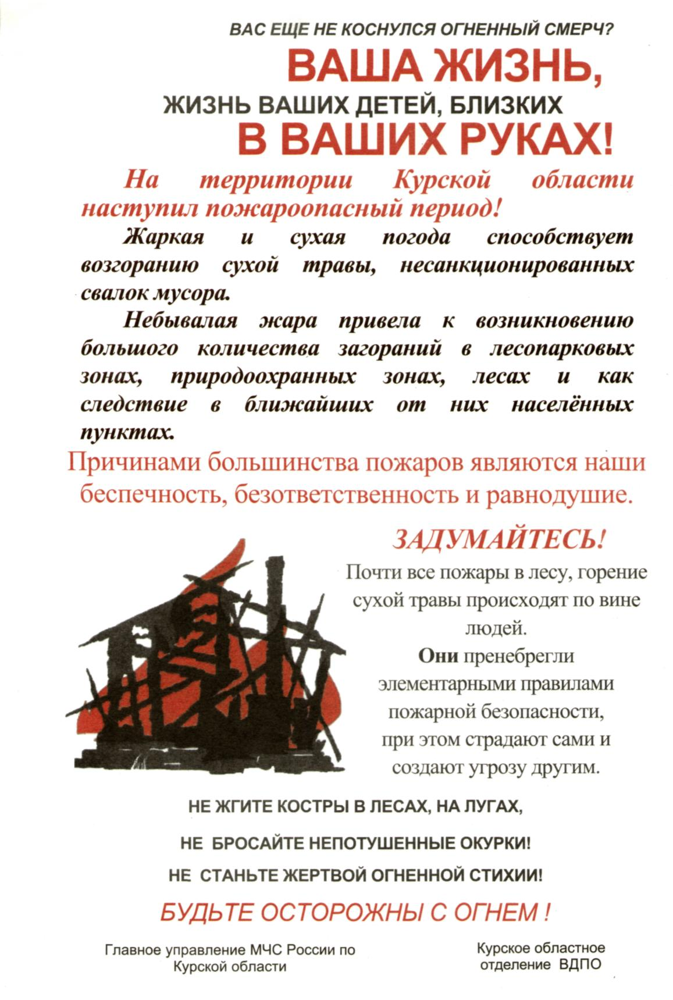 ВАС ЕЩЕ НЕ КОСНУЛСЯ ОГНЕННЫЙ СМЕРЧ?
ВАША ЖИЗНЬ,
ЖИЗНЬ ВАШИХ ДЕТЕЙ, БЛИЗКИХ
В ВАШИХ РУКАХ!
На территории Курской области
наступил пожароопасный период!
Жаркая и сухая погода способствует
возгоранию сухой травы, несанкционированных
свалок мусора.
Небывалая жара привела к возникновению
большого количества загораний в лесопарковых
зонах, природоохранных зонах, лесах и как
следствие в ближайших от них населённых
пунктах.
Причинами большинства пожаров являются наши
беспечность, безответственность и равнодушие.
ЗАДУМАЙТЕСЬ!
Почти все пожары в лесу, горение
сухой травы происходят по вине
людей.
Они пренебрегли
элементарными правилами
пожарной безопасности,
при этом страдают сами и
создают угрозу другим.
НЕ ЖГИТЕ КОСТРЫ В ЛЕСАХ, НА ЛУГАХ,
НЕ БРОСАЙТЕ НЕПОТУШЕННЫЕ ОКУРКИ!
НЕ СТАНЬТЕ ЖЕРТВОЙ ОГНЕННОЙ СТИХИИ!
БУДЬТЕ ОСТОРОЖНЫ С ОГНЕМ !
Главное управление МЧС России по
Курской области
Курское областное
отделение ВДПО